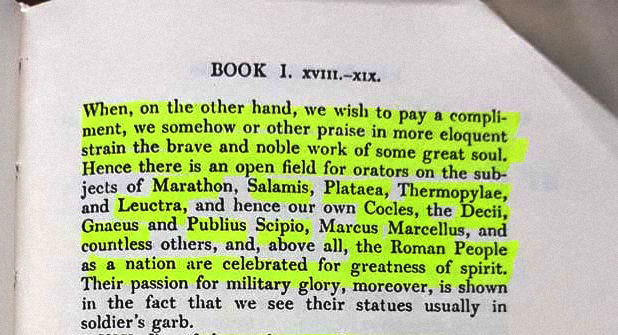 BOOK I. XVIII.–XIX.
When, on the other hand, we wish to pay a compli-
ment, we somehow or other praise in more eloquent
strain the brave and noble work of some great soul.
Hence there is an open field for orators on the sub-
jects of Marathon, Salamis, Plataea, Thermopylae,
and Leuctra, and hence our own Cocles, the Decii,
Gnaeus and Publius Scipio, Marcus Marcellus, and
countless others, and, above all, the Roman People
as a nation are celebrated for greatness of spirit.
Their passion for military glory, moreover, is shown
in the fact that we see their statues usually in
soldier's garb.